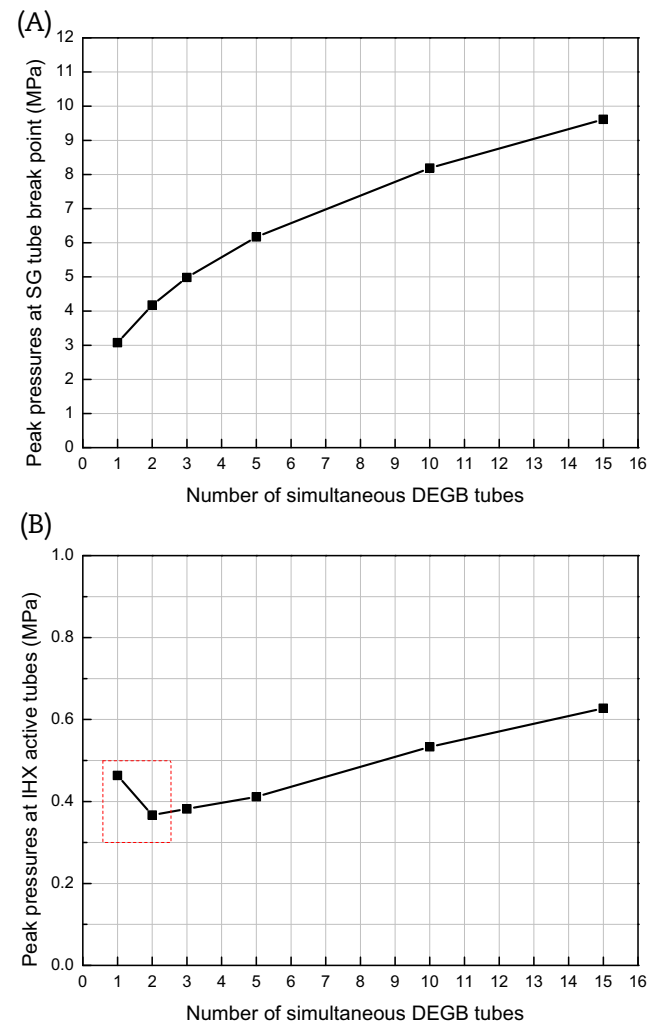 (A)
Peak pressures at SG tube break point (MPa)
12
11
10
9
8
7
6
5
4
3
2
1
0
0 1 2 3 4 5 6 7 8 9 10 11 12 13 14 15 16
Number of simultaneous DEGB tubes
(B)
Peak pressures at IHX active tubes (MPa)
1.0
0.8
0.6
0.4
0.2
0.0
0 1 2 3 4 5 6 7 8 9 10 11 12 13 14 15 16
Number of simultaneous DEGB tubes